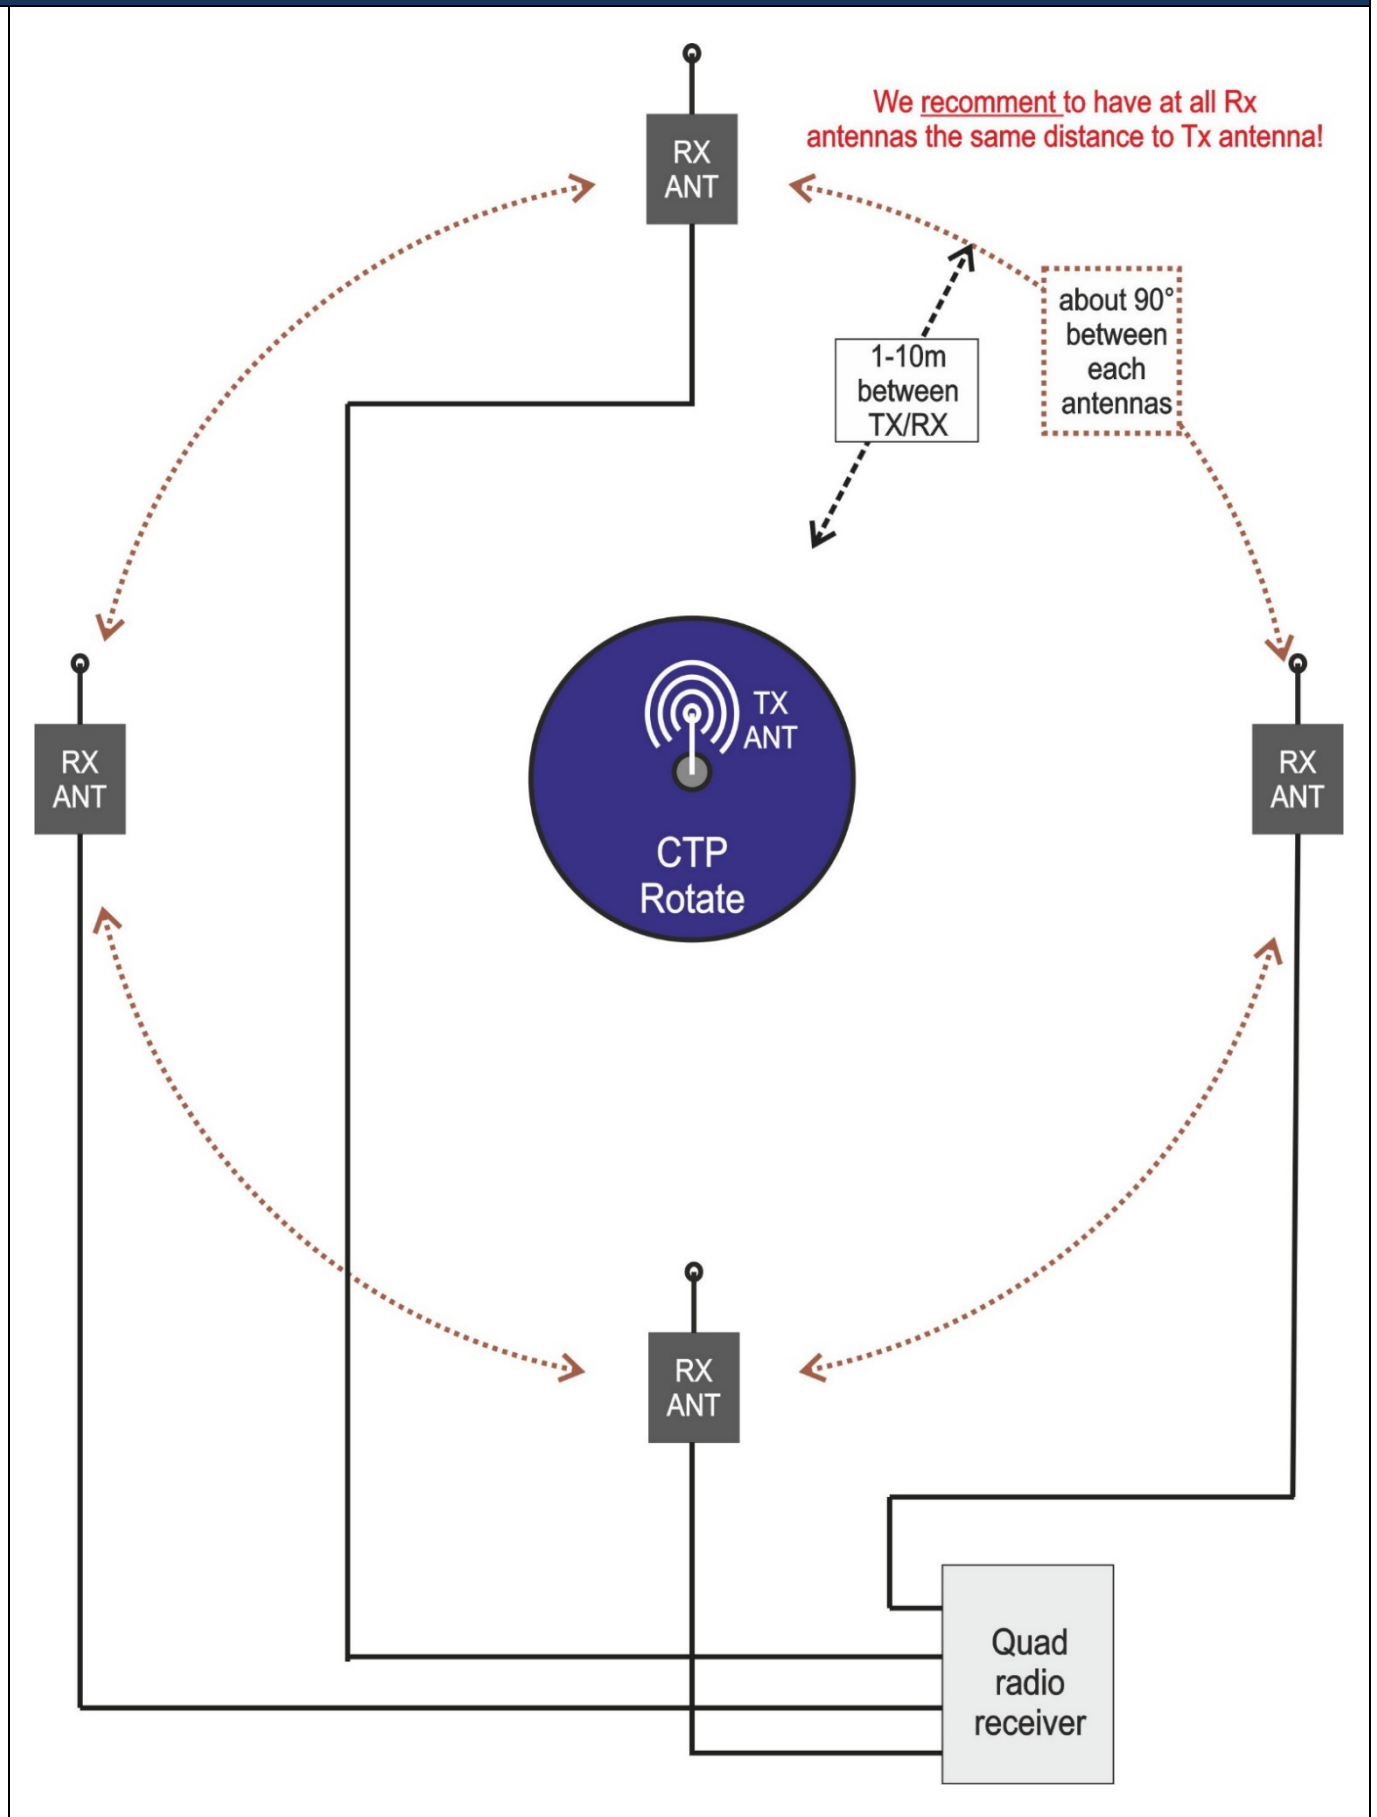 We recomment to have at all Rx
antennas the same distance to Tx antenna!
RX
ANT
about 90°
between
each
antennas
1-10m
between
TX/RX
TX
ANT
CTP
Rotate
RX
ANT
RX
ANT
RX
ANT
Quad
radio
receiver